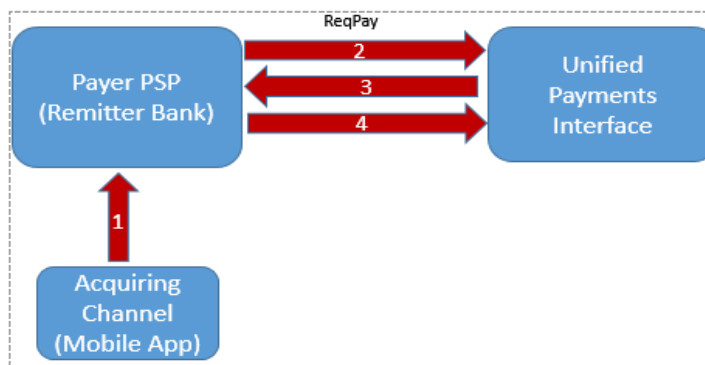 ReqPay
2
Payer PSP
(Remitter Bank)
3
Unified
Payments
Interface
4
1
Acquiring
Channel
(Mobile App)